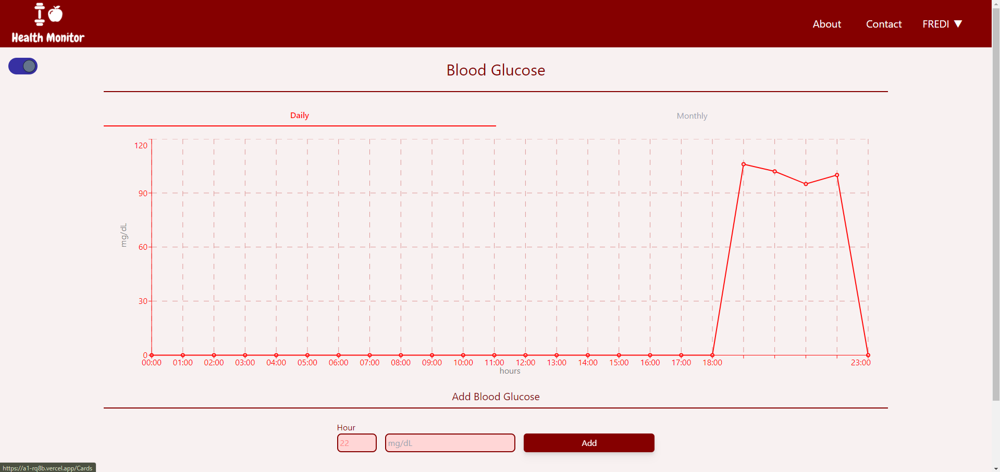 Health Monitor
About Contact FREDI ▼
Blood Glucose
Daily Monthly
120
90
60
30
0
mg/dL
00:00 01:00 02:00 03:00 04:00 05:00 06:00 07:00 08:00 09:00 10:00 11:00 12:00 13:00 14:00 15:00 16:00 17:00 18:00 23:00
hours
Add Blood Glucose
Hour
22 mg/dL Add
https://a1-rq8b.vercel.app/Cards